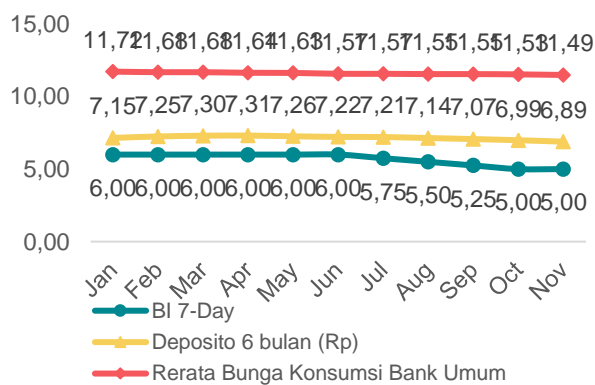 15,00
11,72 11,68 11,68 11,64 11,63 11,57 11,57 11,55 11,55 11,53 11,49
10,00
7,15 7,25 7,30 7,31 7,26 7,22 7,21 7,14 7,07 6,99 6,89
5,00
6,00 6,00 6,00 6,00 6,00 6,00 5,75 5,50 5,25 5,00 5,00
0,00
Jan Feb Mar Apr May Jun Jul Aug Sep Oct Nov
BI 7-Day
Deposito 6 bulan (Rp)
Rerata Bunga Konsumsi Bank Umum